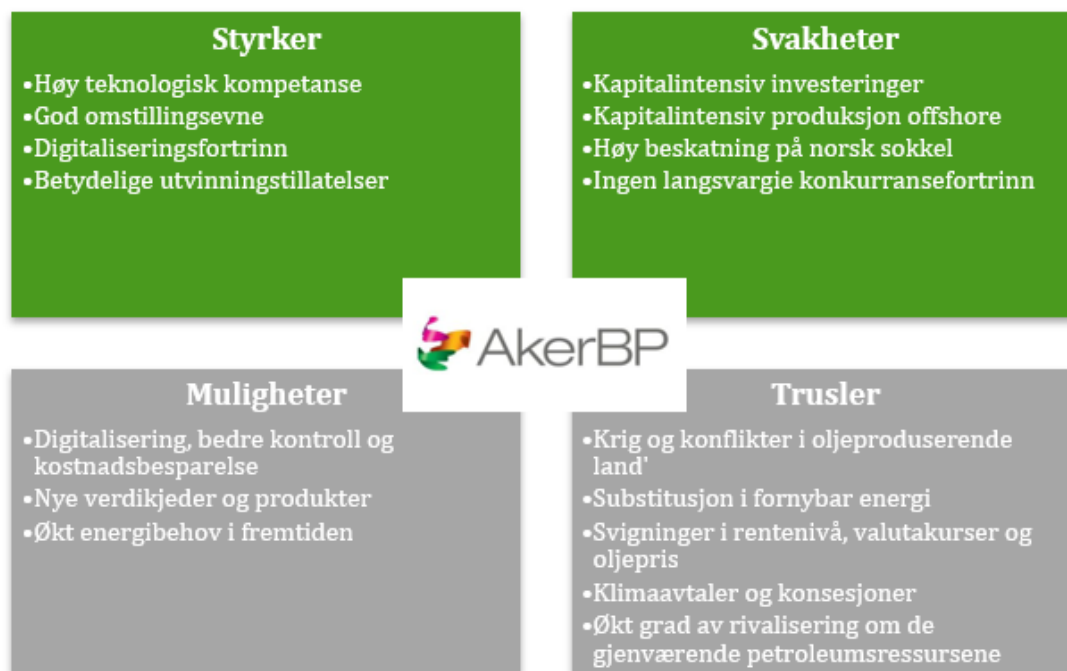 Styrker
•Høy teknologisk kompetanse
•God omstillingsevne
•Digitaliseringsfortrinn
•Betydelige utvinningstillatelser
Svakheter
•Kapitalintensiv investeringer
•Kapitalintensiv produksjon offshore
•Høy beskatning på norsk sokkel
•Ingen langsvargie konkurransefortrinn
AkerBP
Muligheter
•Digitalisering, bedre kontroll og
kostnadsbesparelse
•Nye verdikjeder og produkter
•Økt energibehov i fremtiden
Trusler
•Krig og konflikter i oljeproduserende
land'
•Substitusjon i fornybar energi
•Svigninger i rentenivå, valutakurser og
oljepris
•Klimaavtaler og konsesjoner
•Økt grad av rivalisering om de
gjenværende petroleumsressursene